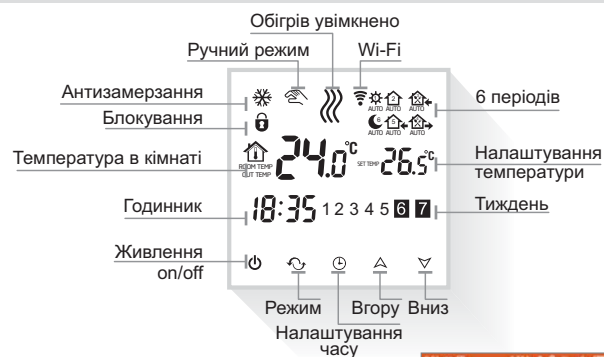 Обігрів увімкнено
Ручний режим
Wi-Fi
Антизамерзання
Блокування
6 періодів
AUTO AUTO AUTO
AUTO AUTO AUTO
Температура в кімнаті
ROOM TEMP
OUT TEMP
24.0°C
SET TEMP
26.5°C
Налаштування
температури
Годинник
18:35 1 2 3 4 5 6 7
Тиждень
Живлення
on/off
Режим
Вгору
Вниз
Налаштування
часу